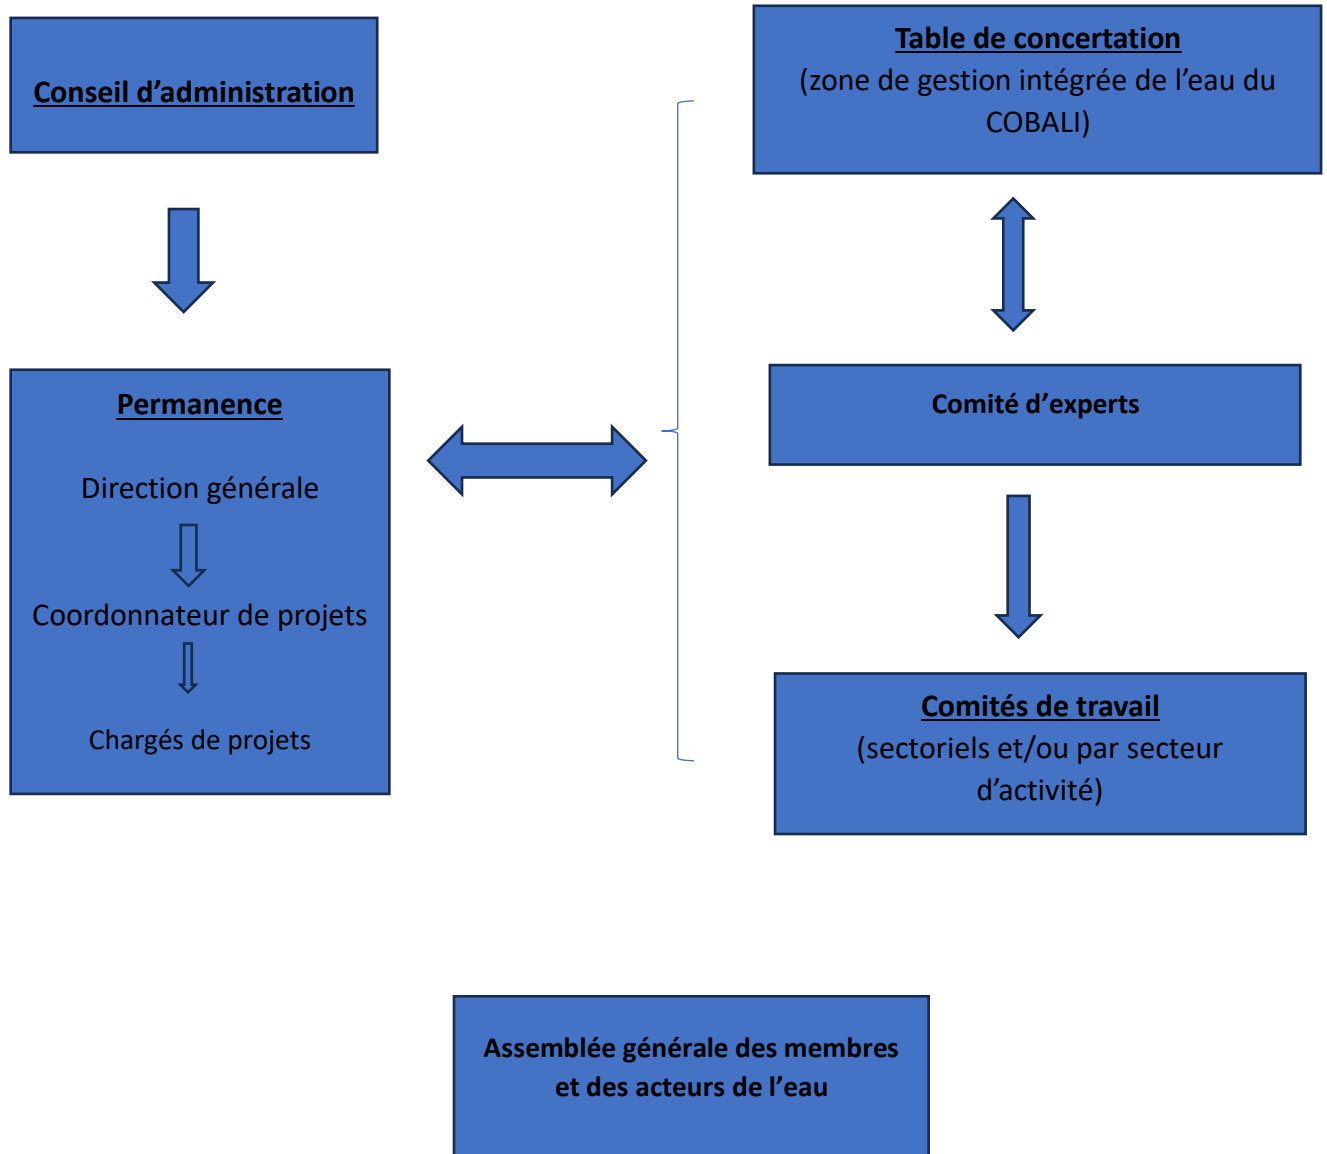 Conseil d’administration
Permanence
Direction générale
Coordonnateur de projets
Chargés de projets
Table de concertation
(zone de gestion intégrée de l’eau du
COBALI)
Comité d’experts
Comités de travail
(sectoriels et/ou par secteur
d’activité)
Assemblée générale des membres
et des acteurs de l’eau